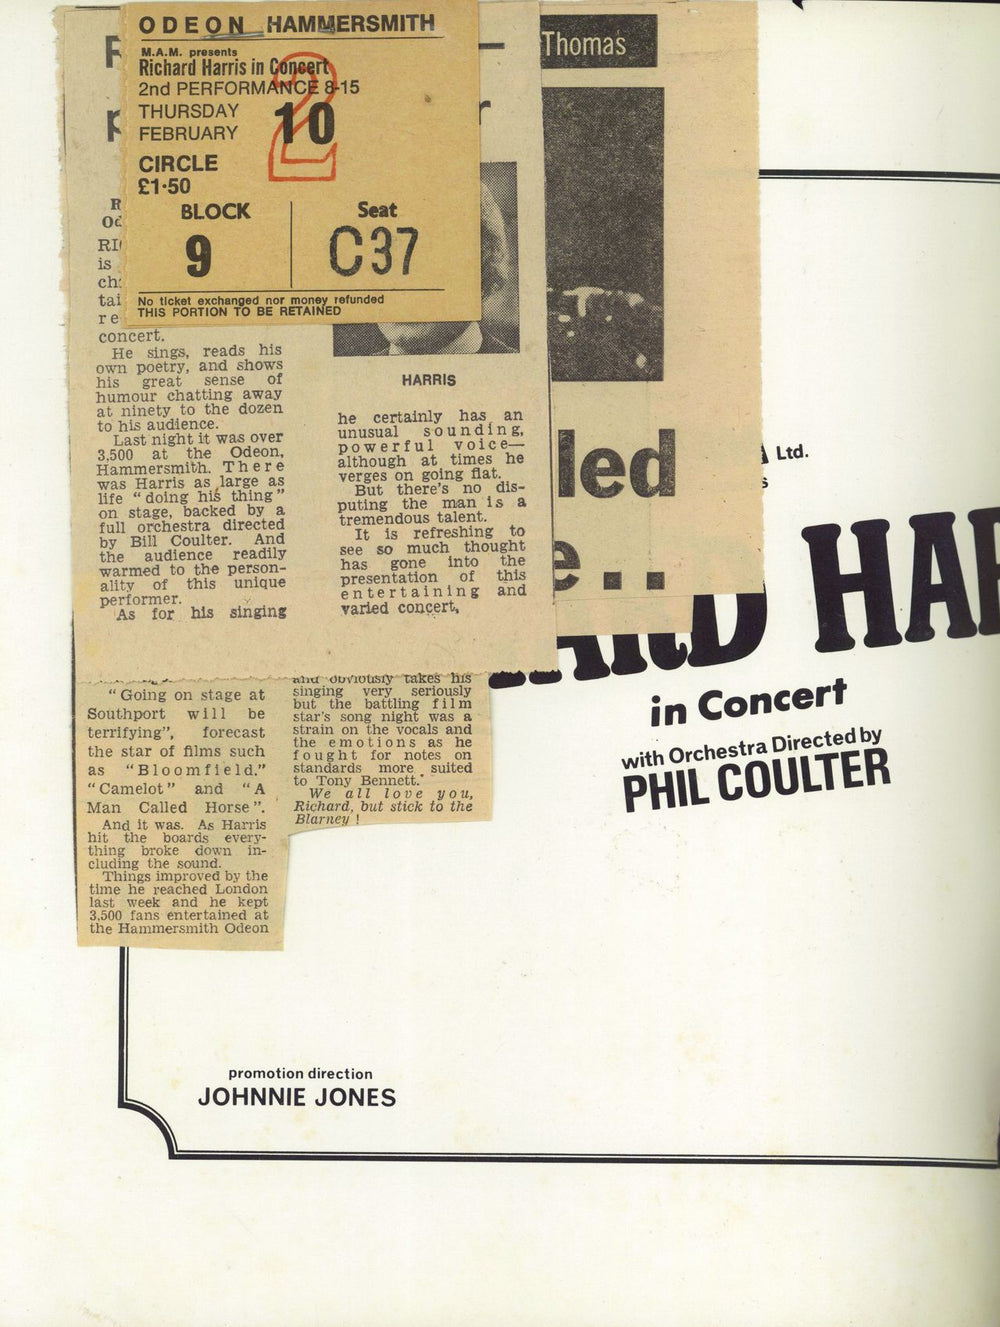 ODEON HAMMERSMITH
M.A.M. presents
Richard Harris in Concert
2nd PERFORMANCE 8-15
THURSDAY
FEBRUARY 10
2
CIRCLE
£1·50
BLOCK
9
Seat
C37
No ticket exchanged nor money refunded
THIS PORTION TO BE RETAINED
is
concert.
He sings, reads his
own poetry, and shows
his great sense of
humour chatting away
at ninety to the dozen
to his audience.
Last night it was over
3,500 at the Odeon,
Hammersmith. There
was Harris as large as
life "doing his thing"
on stage, backed by a
full orchestra directed
by Bill Coulter. And
the audience readily
warmed to the person-
ality of this unique
performer.
As for his singing
HARRIS
he certainly has an
unusual sounding,
powerful voice—
although at times he
verges on going flat.
But there's no dis-
puting the man is a
tremendous talent.
It is refreshing to
see so much thought
has gone into the
presentation of this
entertaining and
varied concert,
Thomas
led
e..
"Going on stage at
Southport will be
terrifying", forecast
the star of films such
as "Bloomfield."
"Camelot" and "A
Man Called Horse".
And it was. As Harris
hit the boards every-
thing broke down in-
cluding the sound.
Things improved by the
time he reached London
last week and he kept
3,500 fans entertained at
the Hammersmith Odeon
and obviously takes his
singing very seriously
but the battling film
star's song night was a
strain on the vocals and
the emotions as he
fought for notes on
standards more suited
to Tony Bennett.
We all love you,
Richard, but stick to the
Blarney!
Ltd.
ARD HAR
in Concert
with Orchestra Directed by
PHIL COULTER
promotion direction
JOHNNIE JONES